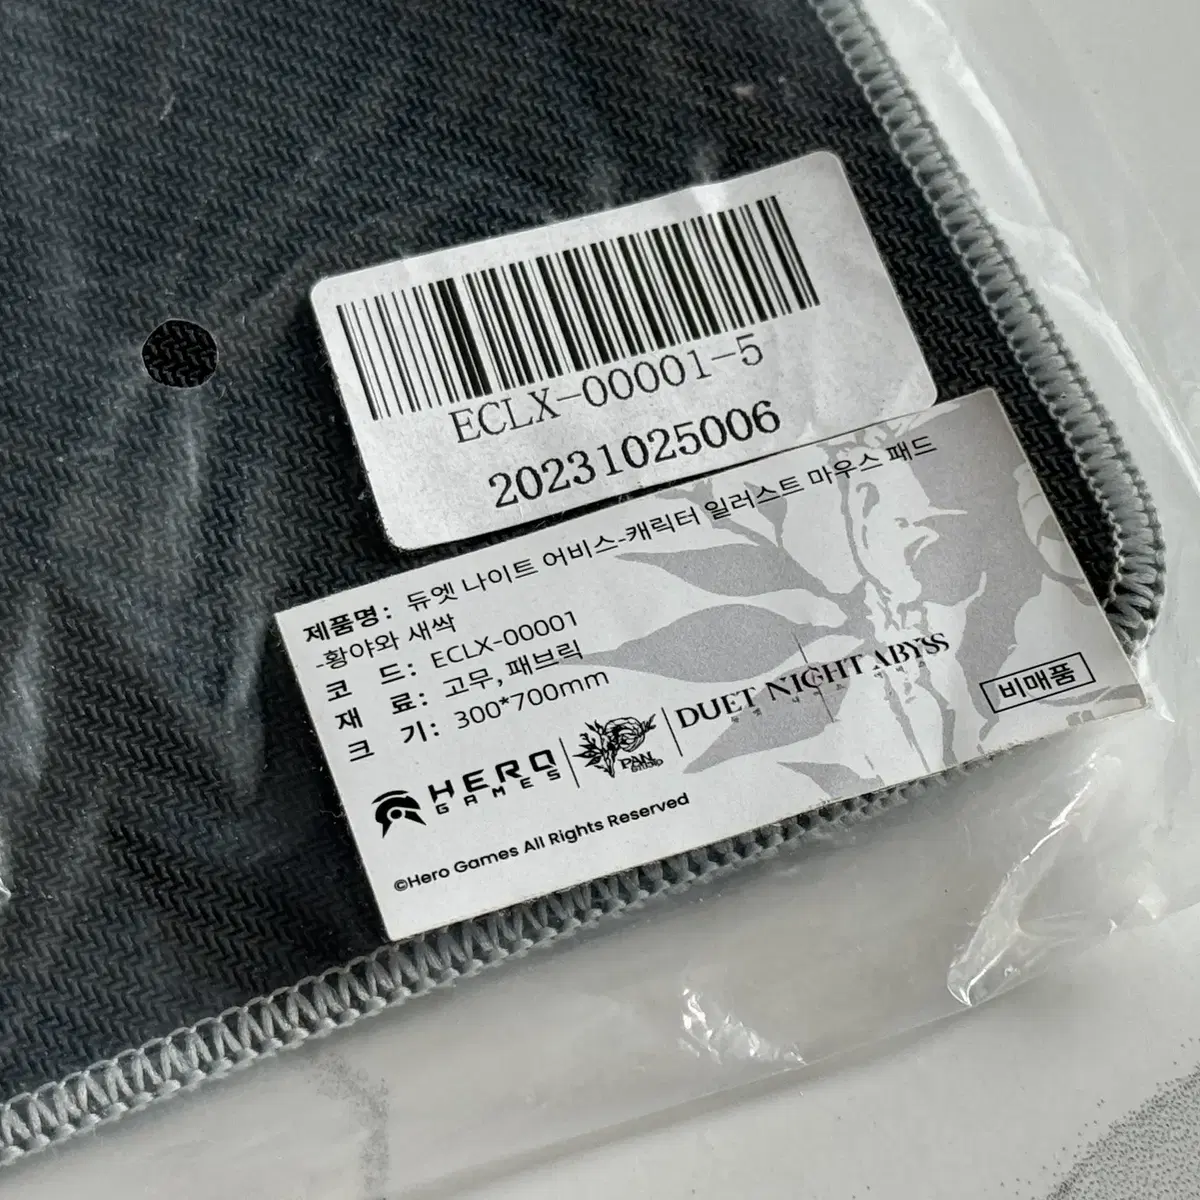 ECLX-00001-5
20231025006
제품명: 듀엣 나이트 어비스-캐릭터 일러스트 마우스 패드
-황야와 새싹
코 드: ECLX-00001
재 료: 고무, 패브릭
크 기: 300*700mm
HERO
GAMES
PAN
STUDIO
DUET NIGHT ABYSS
비매품
©Hero Games All Rights Reserved